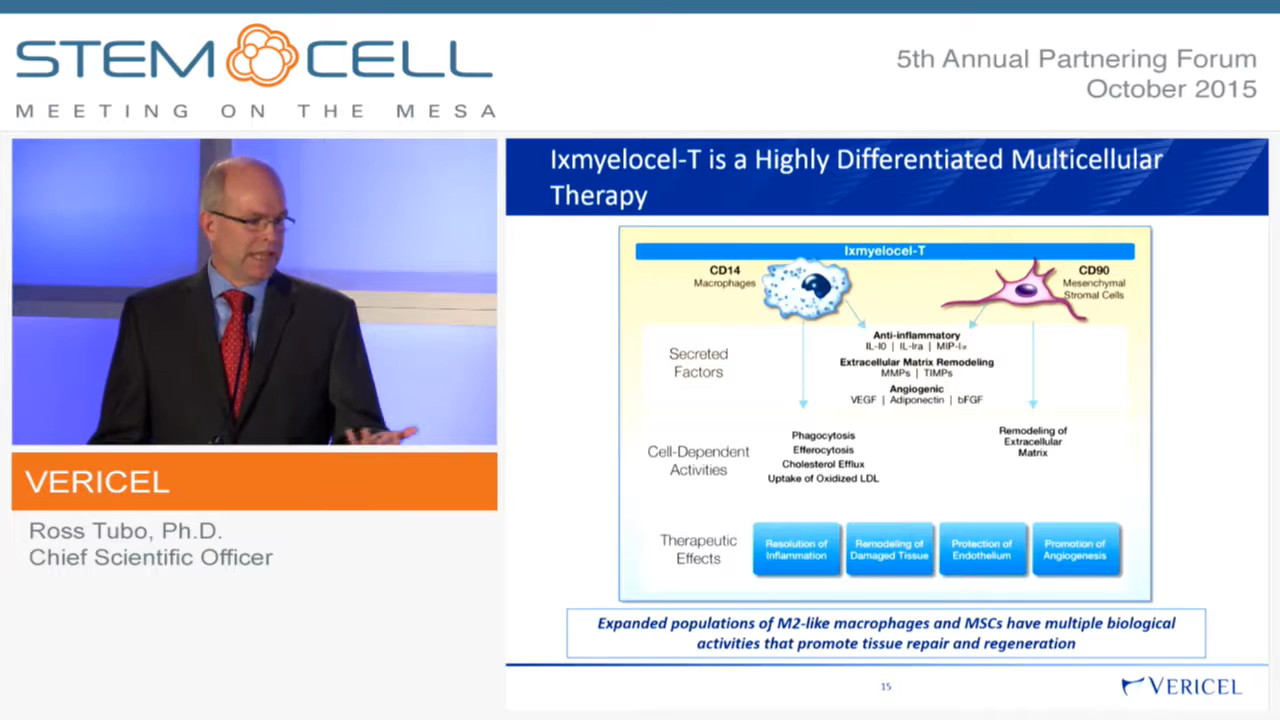 STEM CELL
MEETING ON THE MESA
5th Annual Partnering Forum
October 2015
VERICEL
Ross Tubo, Ph.D.
Chief Scientific Officer
Ixmyelocel-T is a Highly Differentiated Multicellular
Therapy
Ixmyelocel-T
CD14
Macrophages
CD90
Mesenchymal
Stromal Cells
Secreted
Factors
Anti-inflammatory
IL-10 | IL-1ra | MIP-1α
Extracellular Matrix Remodeling
MMPs | TIMPs
Angiogenic
VEGF | Adiponectin | bFGF
Cell-Dependent
Activities
Phagocytosis
Efferocytosis
Cholesterol Efflux
Uptake of Oxidized LDL
Remodeling of
Extracellular
Matrix
Therapeutic
Effects
Resolution of
Inflammation
Remodeling of
Damaged Tissue
Protection of
Endothelium
Promotion of
Angiogenesis
Expanded populations of M2-like macrophages and MSCs have multiple biological
activities that promote tissue repair and regeneration
15
VERICEL